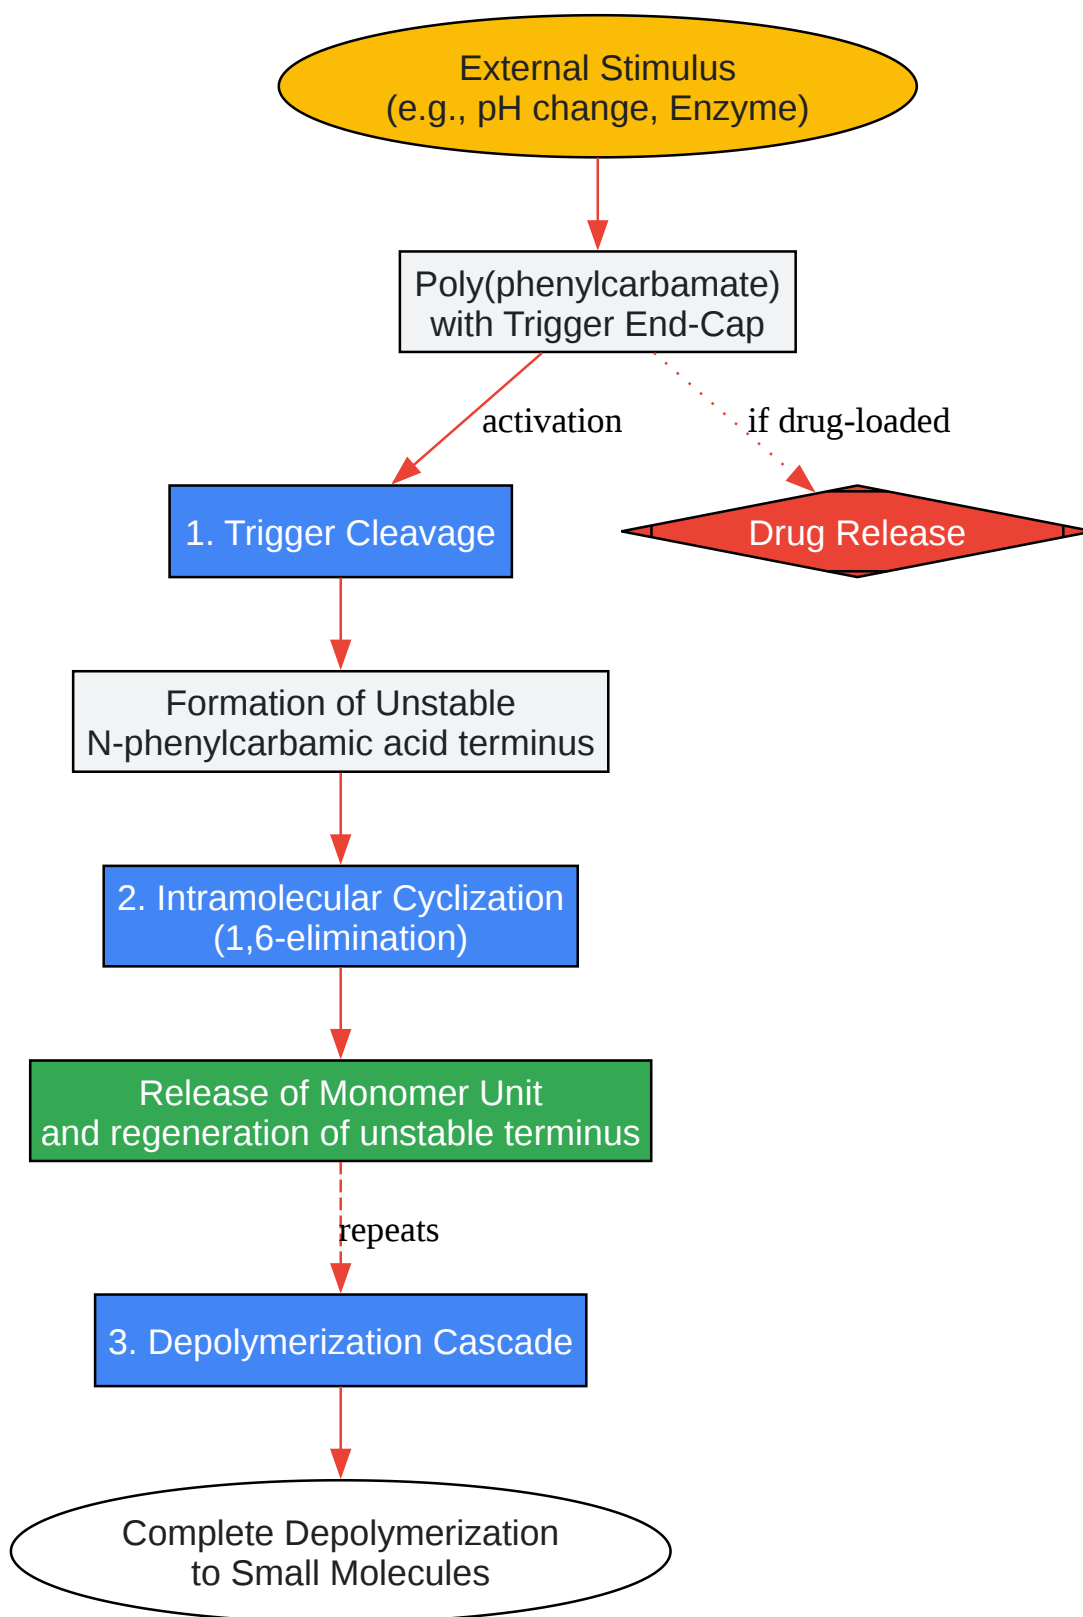 External Stimulus
(e.g., pH change, Enzyme)
Poly(phenylcarbamate)
with Trigger End-Cap
activation
if drug-loaded
1. Trigger Cleavage
Drug Release
Formation of Unstable
N-phenylcarbamic acid terminus
2. Intramolecular Cyclization
(1,6-elimination)
Release of Monomer Unit
and regeneration of unstable terminus
repeats
3. Depolymerization Cascade
Complete Depolymerization
to Small Molecules